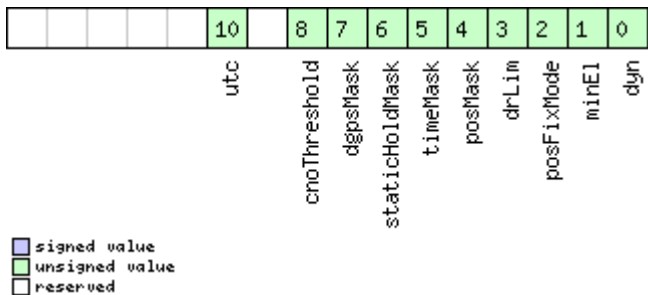 10 8 7 6 5 4 3 2 1 0
utc
cnoThreshold
dgpsMask
staticHoldMask
timeMask
posMask
drLim
posFixMode
minEl
dyn
signed value
unsigned value
reserved